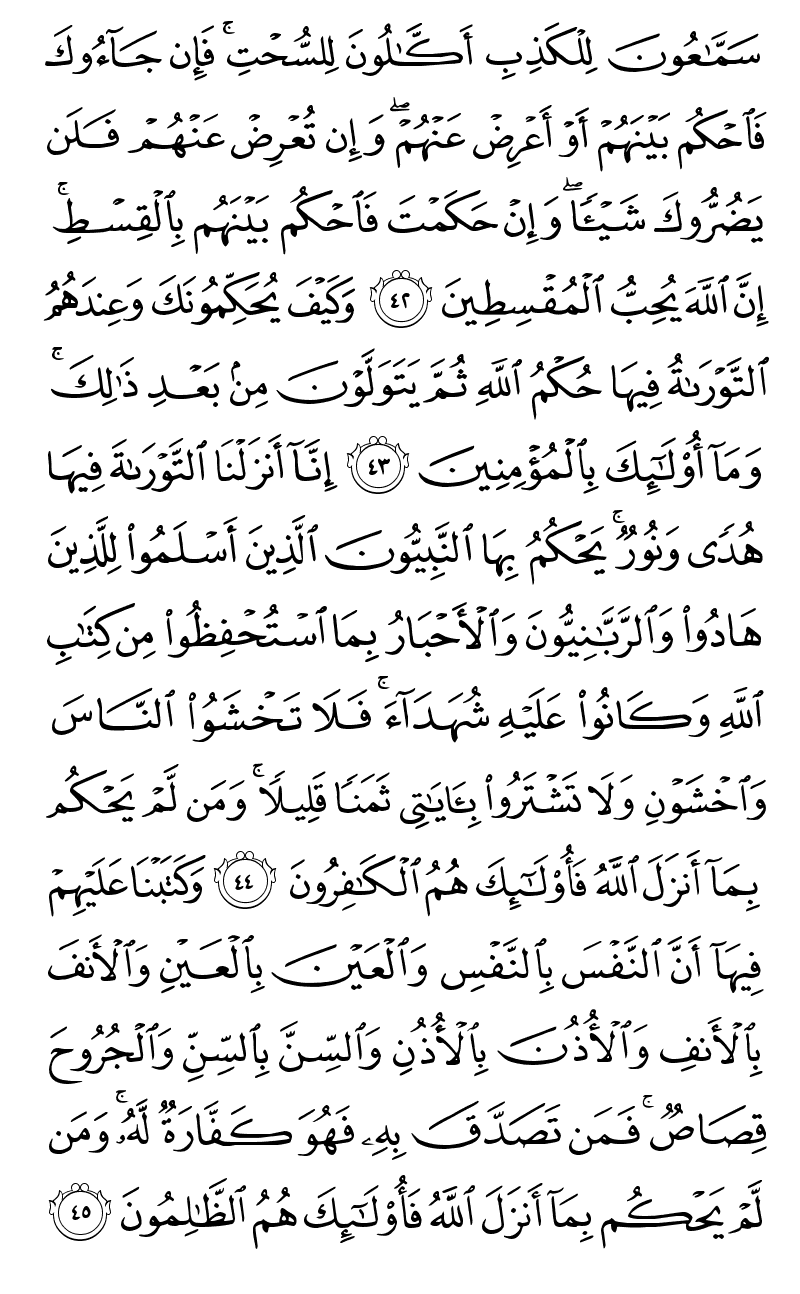 سَمَّٰعُونَ لِلۡكَذِبِ أَكَّٰلُونَ لِلسُّحۡتِۚ فَإِن جَآءُوكَ
فَٱحۡكُم بَيۡنَهُمۡ أَوۡ أَعۡرِضۡ عَنۡهُمۡۖ وَإِن تُعۡرِضۡ عَنۡهُمۡ فَلَن
يَضُرُّوكَ شَيۡـٔٗاۖ وَإِنۡ حَكَمۡتَ فَٱحۡكُم بَيۡنَهُم بِٱلۡقِسۡطِۚ
إِنَّ ٱللَّهَ يُحِبُّ ٱلۡمُقۡسِطِينَ ٤٢ وَكَيۡفَ يُحَكِّمُونَكَ وَعِندَهُمُ
ٱلتَّوۡرَىٰةُ فِيهَا حُكۡمُ ٱللَّهِ ثُمَّ يَتَوَلَّوۡنَ مِنۢ بَعۡدِ ذَٰلِكَۚ
وَمَآ أُوْلَٰٓئِكَ بِٱلۡمُؤۡمِنِينَ ٤٣ إِنَّآ أَنزَلۡنَا ٱلتَّوۡرَىٰةَ فِيهَا
هُدٗى وَنُورٞۚ يَحۡكُمُ بِهَا ٱلنَّبِيُّونَ ٱلَّذِينَ أَسۡلَمُواْ لِلَّذِينَ
هَادُواْ وَٱلرَّبَّٰنِيُّونَ وَٱلۡأَحۡبَارُ بِمَا ٱسۡتُحۡفِظُواْ مِن كِتَٰبِ
ٱللَّهِ وَكَانُواْ عَلَيۡهِ شُهَدَآءَۚ فَلَا تَخۡشَوُاْ ٱلنَّاسَ
وَٱخۡشَوۡنِ وَلَا تَشۡتَرُواْ بِـَٔايَٰتِي ثَمَنٗا قَلِيلٗاۚ وَمَن لَّمۡ يَحۡكُم
بِمَآ أَنزَلَ ٱللَّهُ فَأُوْلَٰٓئِكَ هُمُ ٱلۡكَٰفِرُونَ ٤٤ وَكَتَبۡنَا عَلَيۡهِمۡ
فِيهَآ أَنَّ ٱلنَّفۡسَ بِٱلنَّفۡسِ وَٱلۡعَيۡنَ بِٱلۡعَيۡنِ وَٱلۡأَنفَ
بِٱلۡأَنفِ وَٱلۡأُذُنَ بِٱلۡأُذُنِ وَٱلسِّنَّ بِٱلسِّنِّ وَٱلۡجُرُوحَ
قِصَاصٞۚ فَمَن تَصَدَّقَ بِهِۦ فَهُوَ كَفَّارَةٞ لَّهُۥۚ وَمَن
لَّمۡ يَحۡكُم بِمَآ أَنزَلَ ٱللَّهُ فَأُوْلَٰٓئِكَ هُمُ ٱلظَّٰلِمُونَ ٤٥